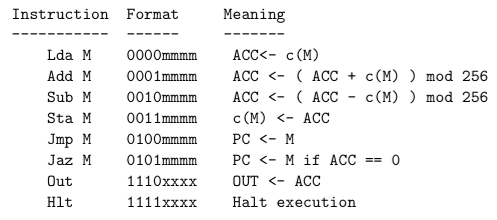 Instruction Format Meaning
----------- ------ -------
Lda M 0000mmmm ACC<- c(M)
Add M 0001mmmm ACC <- ( ACC + c(M) ) mod 256
Sub M 0010mmmm ACC <- ( ACC - c(M) ) mod 256
Sta M 0011mmmm c(M) <- ACC
Jmp M 0100mmmm PC <- M
Jaz M 0101mmmm PC <- M if ACC == 0
Out 1110xxxx OUT <- ACC
Hlt 1111xxxx Halt execution